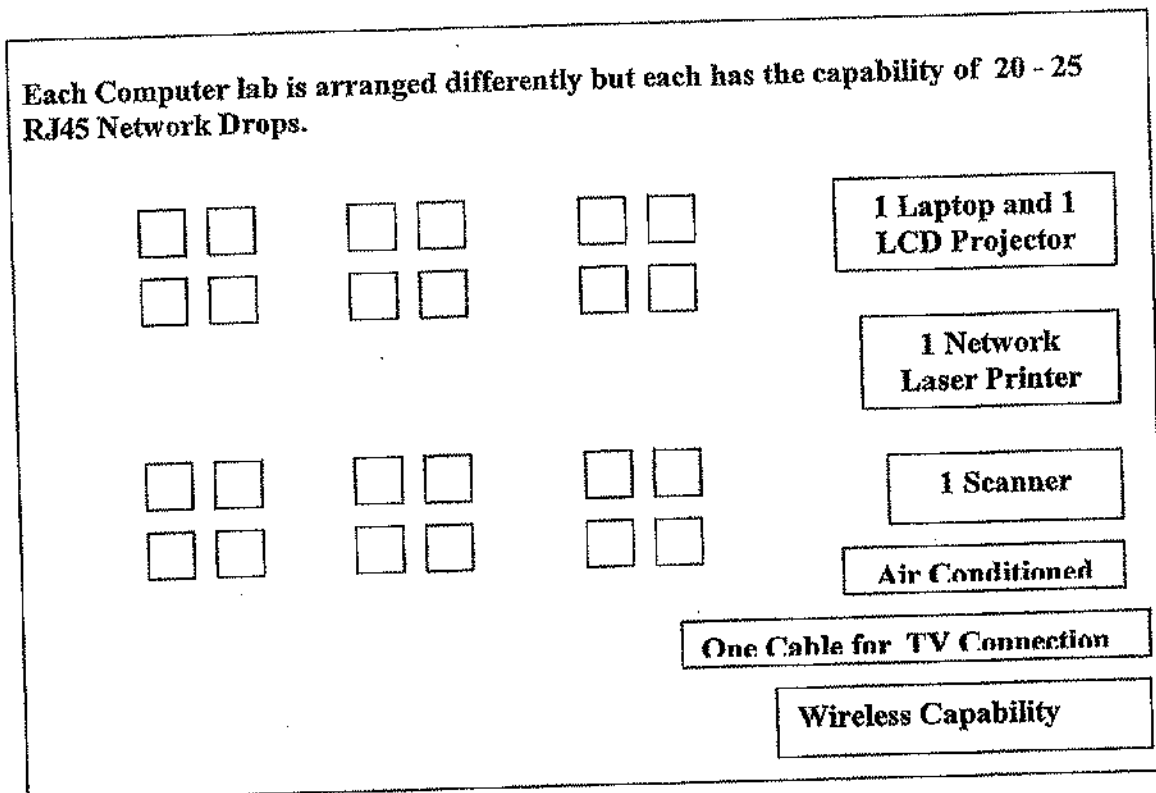 Each Computer lab is arranged differently but each has the capability of 20 - 25
RJ45 Network Drops.
1 Laptop and 1
LCD Projector
1 Network
Laser Printer
1 Scanner
Air Conditioned
One Cable for TV Connection
Wireless Capability